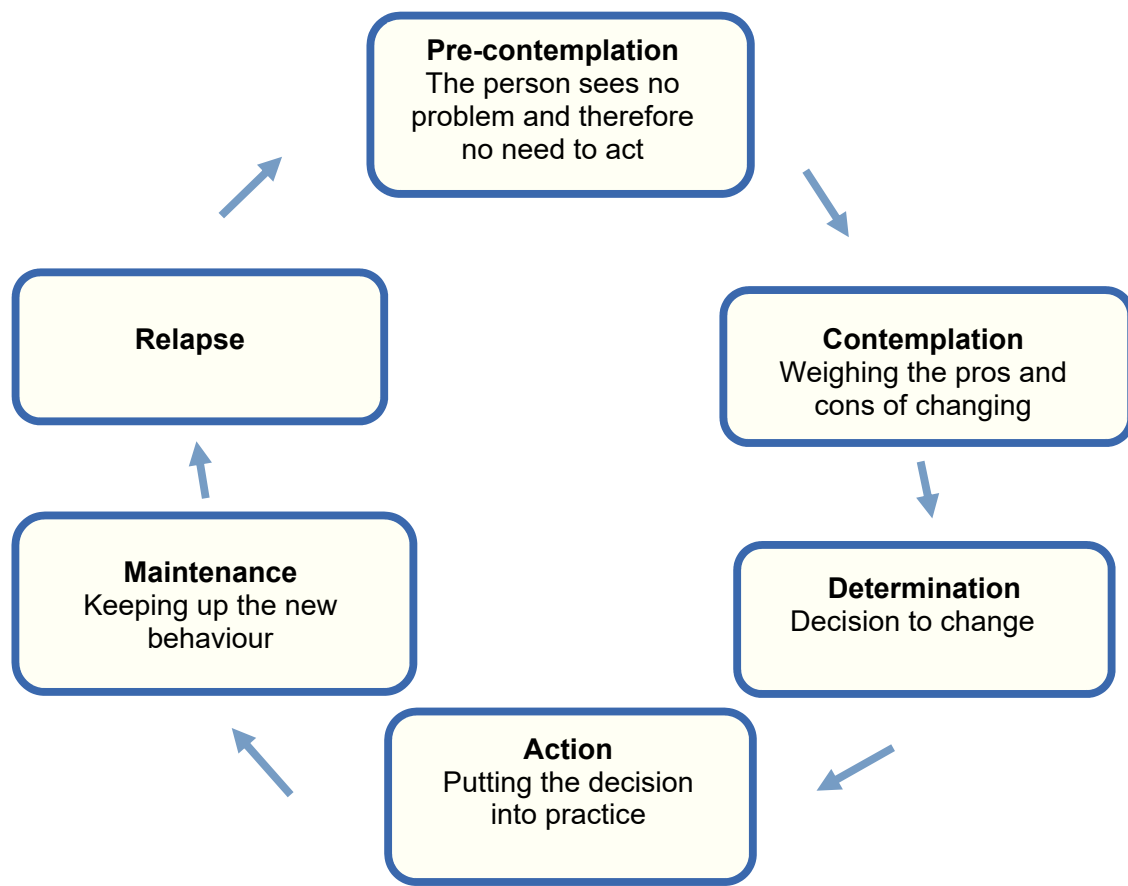 Pre-contemplation
The person sees no
problem and therefore
no need to act
Contemplation
Weighing the pros and
cons of changing
Determination
Decision to change
Action
Putting the decision
into practice
Maintenance
Keeping up the new
behaviour
Relapse